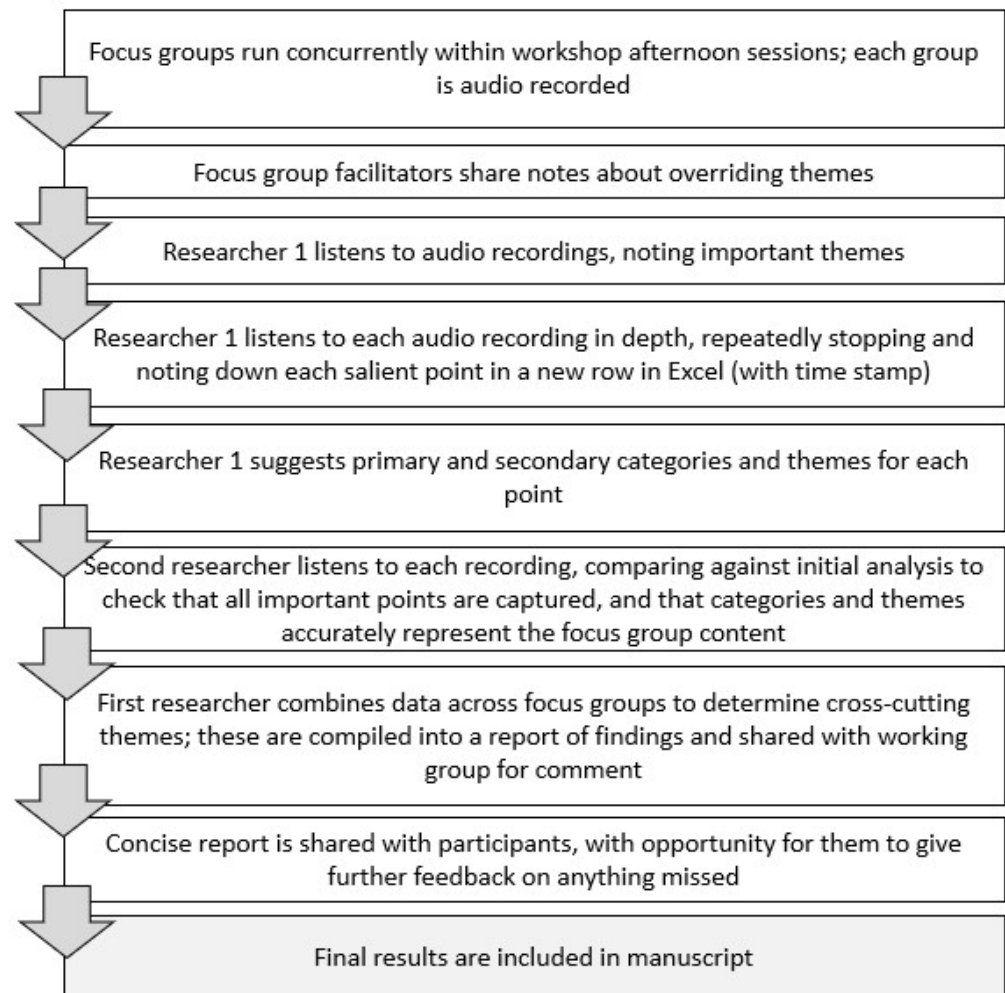 Focus groups run concurrently within workshop afternoon sessions; each group
is audio recorded
Focus group facilitators share notes about overriding themes
Researcher 1 listens to audio recordings, noting important themes
Researcher 1 listens to each audio recording in depth, repeatedly stopping and
noting down each salient point in a new row in Excel (with time stamp)
Researcher 1 suggests primary and secondary categories and themes for each
point
Second researcher listens to each recording, comparing against initial analysis to
check that all important points are captured, and that categories and themes
accurately represent the focus group content
First researcher combines data across focus groups to determine cross-cutting
themes; these are compiled into a report of findings and shared with working
group for comment
Concise report is shared with participants, with opportunity for them to give
further feedback on anything missed
Final results are included in manuscript